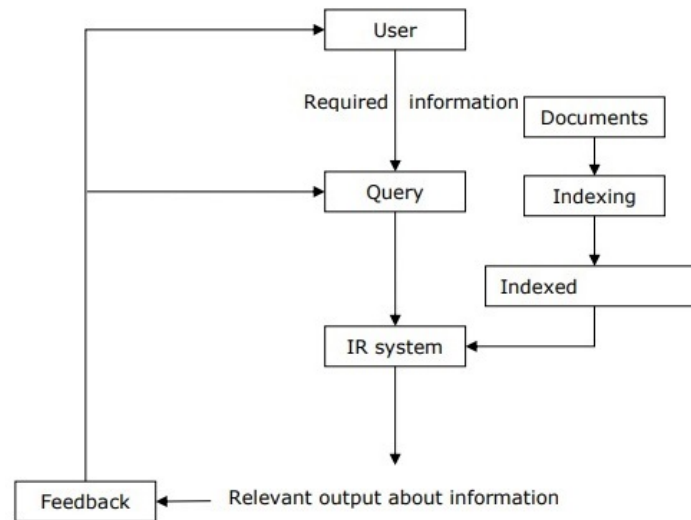 User
Required information
Documents
Query
Indexing
Indexed
IR system
Feedback
Relevant output about information